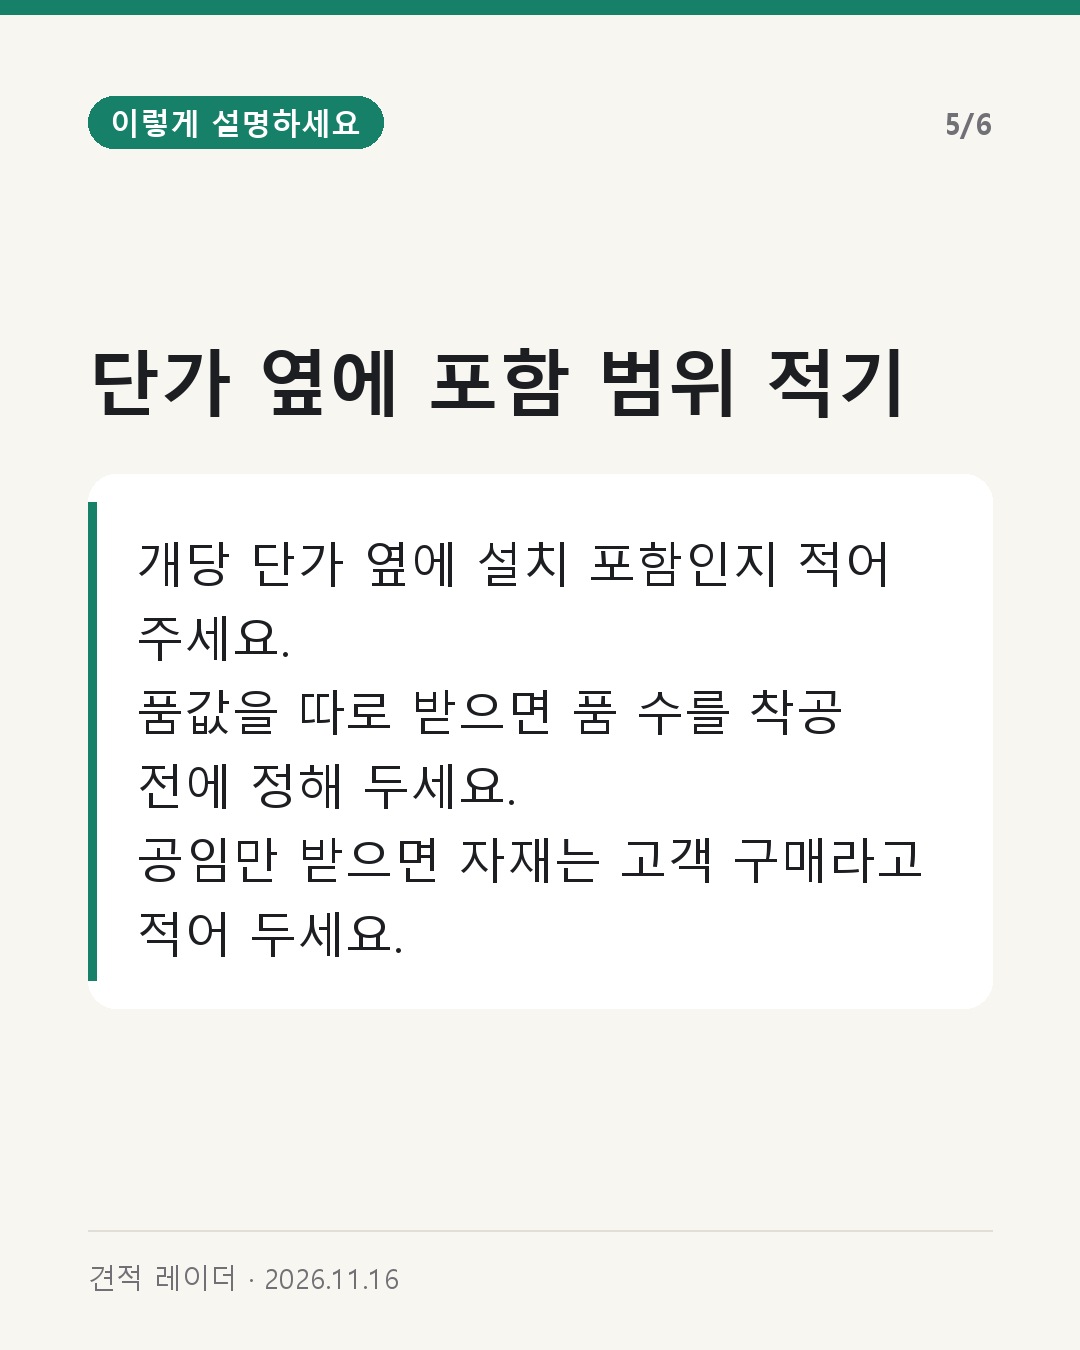 이렇게 설명하세요
5/6
단가 옆에 포함 범위 적기
개당 단가 옆에 설치 포함인지 적어
주세요.
품값을 따로 받으면 품 수를 착공
전에 정해 두세요.
공임만 받으면 자재는 고객 구매라고
적어 두세요.
견적 레이더 · 2026.11.16